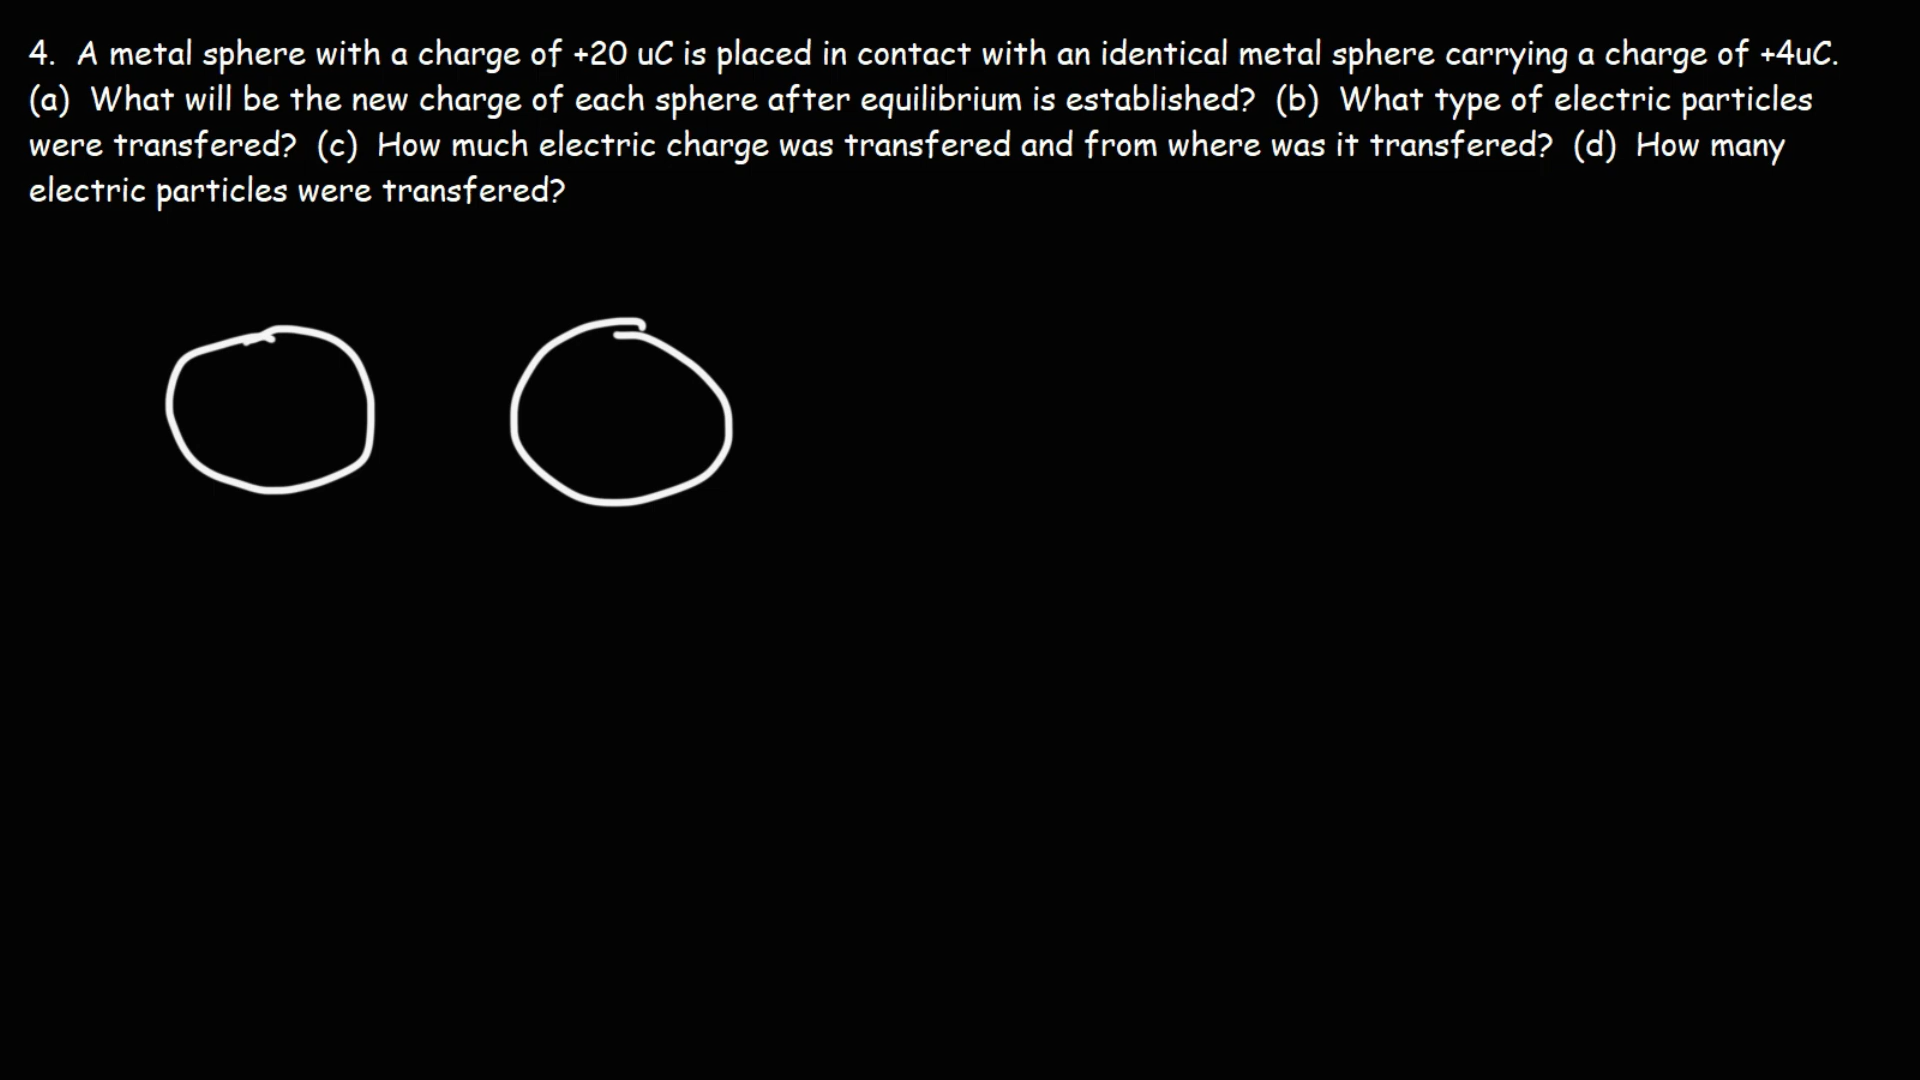 4.  A metal sphere with a charge of +20 uC is placed in contact with an identical metal sphere carrying a charge of +4uC.
(a)  What will be the new charge of each sphere after equilibrium is established?  (b)  What type of electric particles
were transfered?  (c)  How much electric charge was transfered and from where was it transfered?  (d)  How many
electric particles were transfered?